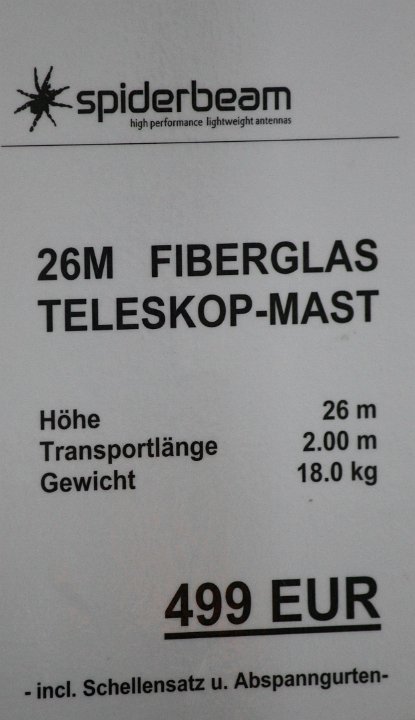 spiderbeam
high performance lightweight antennas
26M FIBERGLAS
TELESKOP-MAST
Höhe 26 m
Transportlänge 2.00 m
Gewicht 18.0 kg
499 EUR
- incl. Schellensatz u. Abspanngurten-